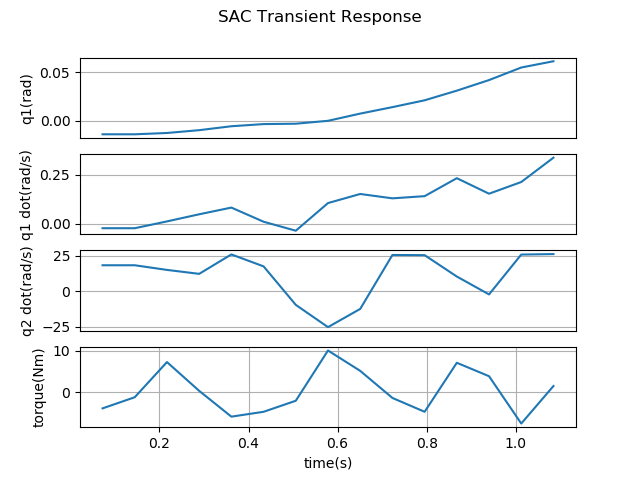 SAC Transient Response
0.05
0.00
q1(rad)
0.25
0.00
q1 dot(rad/s)
25
0
−25
q2 dot(rad/s)
10
0
torque(Nm)
0.2 0.4 0.6 0.8 1.0
time(s)